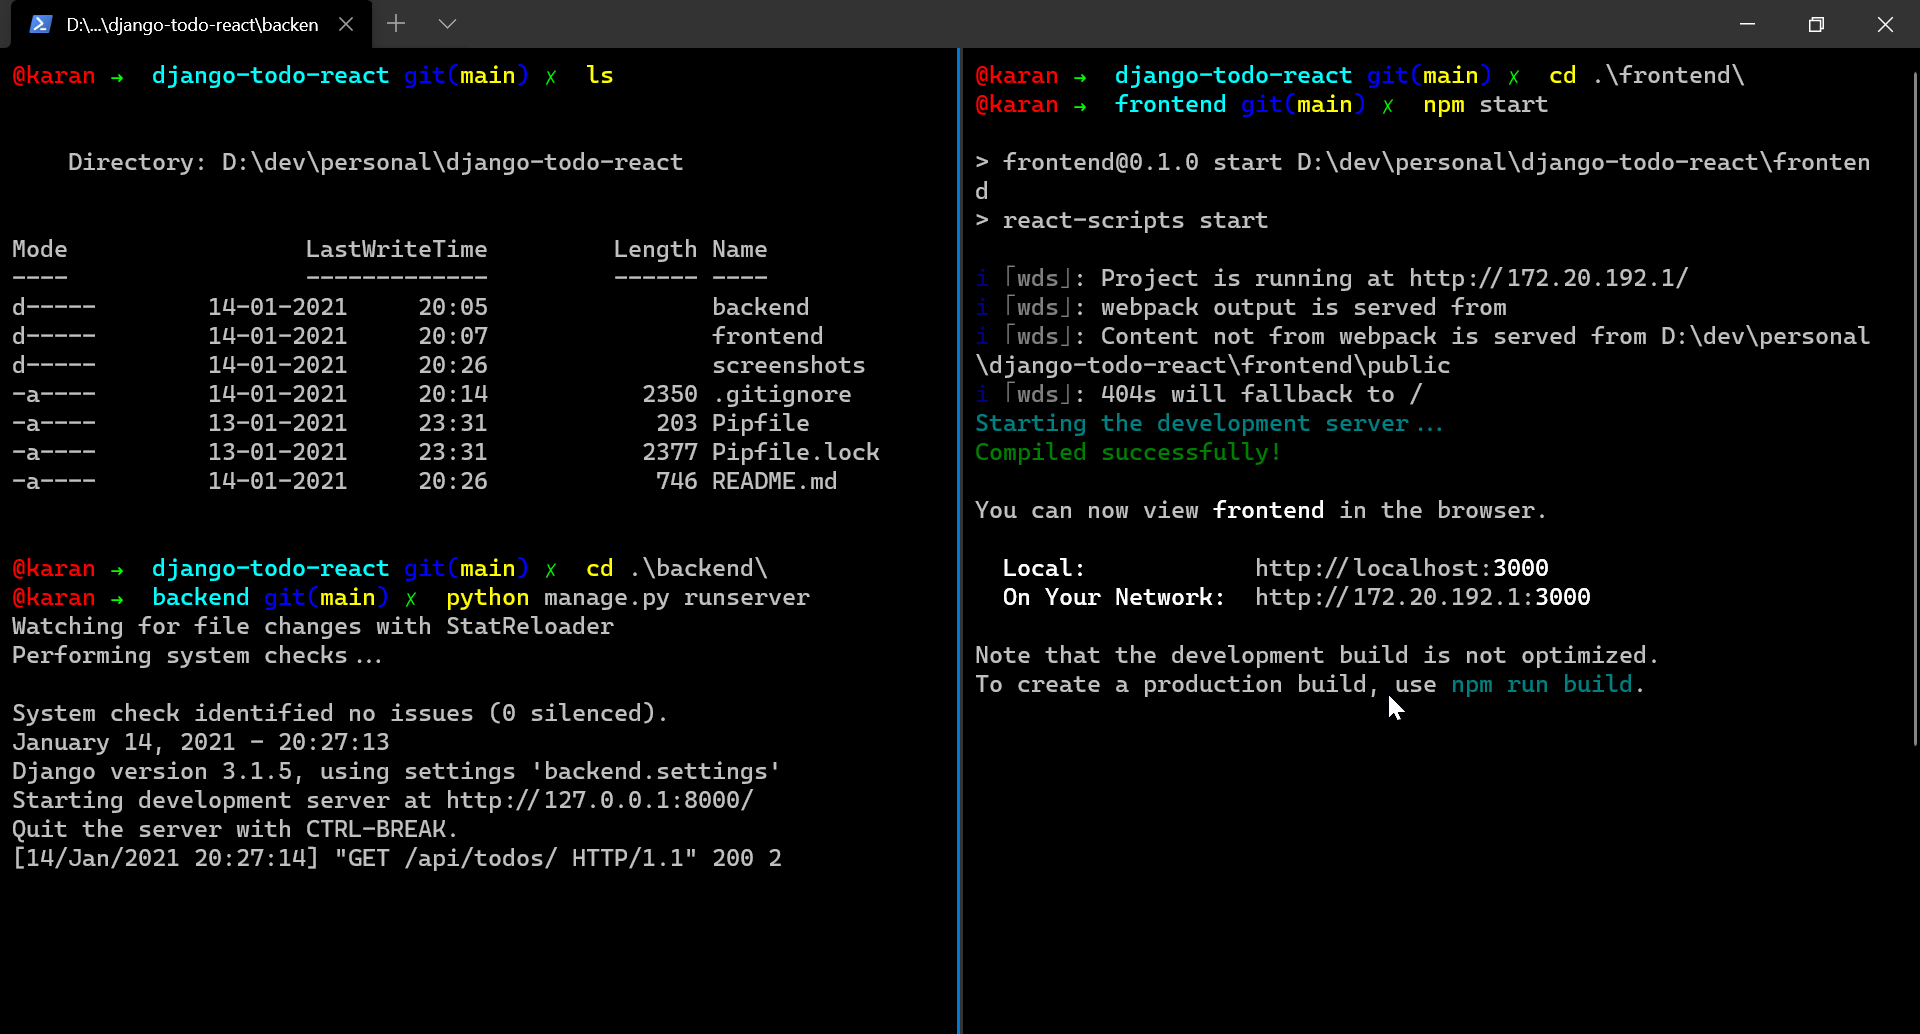 D:\...\django-todo-react\backen
@karan → django-todo-react git(main) ✗ ls
Directory: D:\dev\personal\django-todo-react
Mode LastWriteTime Length Name
---- ------------- ------ ----
d----- 14-01-2021 20:05 backend
d----- 14-01-2021 20:07 frontend
d----- 14-01-2021 20:26 screenshots
-a---- 14-01-2021 20:14 2350 .gitignore
-a---- 13-01-2021 23:31 203 Pipfile
-a---- 13-01-2021 23:31 2377 Pipfile.lock
-a---- 14-01-2021 20:26 746 README.md
@karan → django-todo-react git(main) ✗ cd .\backend\
@karan → backend git(main) ✗ python manage.py runserver
Watching for file changes with StatReloader
Performing system checks...
System check identified no issues (0 silenced).
January 14, 2021 - 20:27:13
Django version 3.1.5, using settings 'backend.settings'
Starting development server at http://127.0.0.1:8000/
Quit the server with CTRL-BREAK.
[14/Jan/2021 20:27:14] "GET /api/todos/ HTTP/1.1" 200 2
@karan → django-todo-react git(main) ✗ cd .\frontend\
@karan → frontend git(main) ✗ npm start
> frontend@0.1.0 start D:\dev\personal\django-todo-react\fronten
d
> react-scripts start
i ｢wds｣: Project is running at http://172.20.192.1/
i ｢wds｣: webpack output is served from
i ｢wds｣: Content not from webpack is served from D:\dev\personal
\django-todo-react\frontend\public
i ｢wds｣: 404s will fallback to /
Starting the development server...
Compiled successfully!
You can now view frontend in the browser.
Local: http://localhost:3000
On Your Network: http://172.20.192.1:3000
Note that the development build is not optimized.
To create a production build, use npm run build.